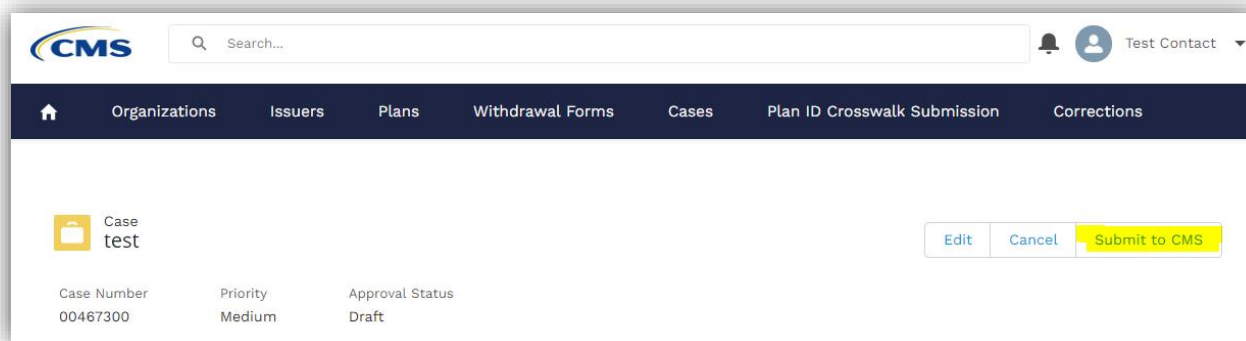 CMS
Search...
Test Contact
Organizations Issuers Plans Withdrawal Forms Cases Plan ID Crosswalk Submission Corrections
Case
test
Edit Cancel Submit to CMS
Case Number Priority Approval Status
00467300 Medium Draft